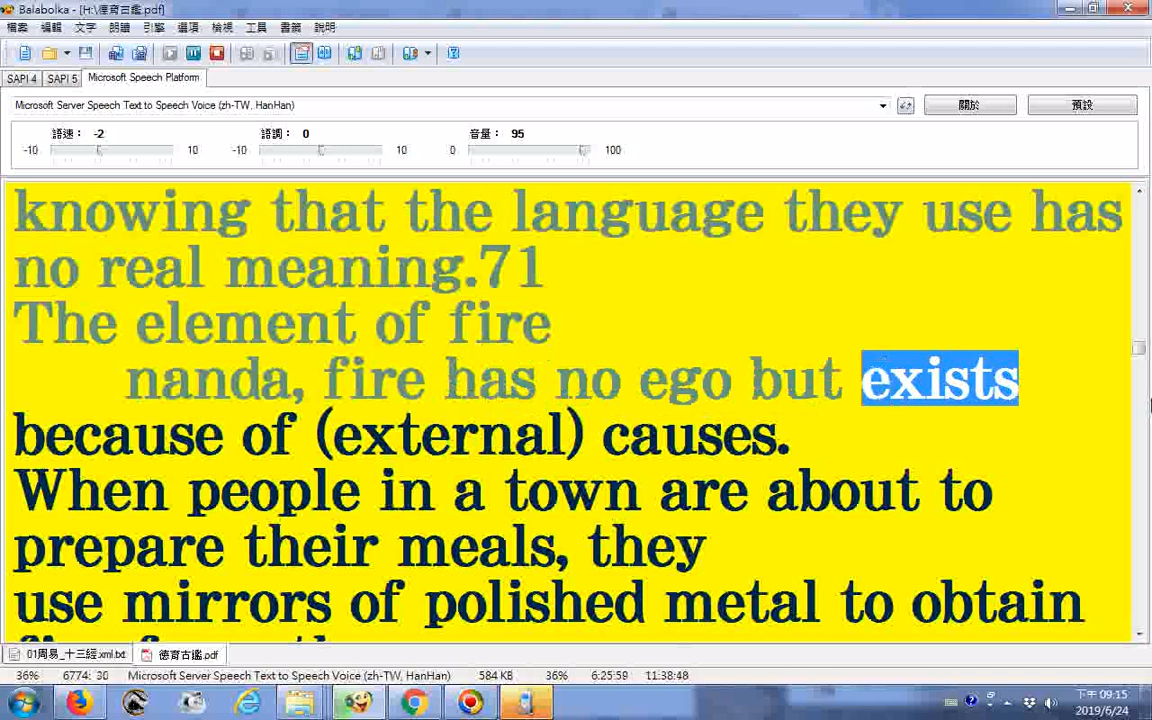 Balabolka - [H:\德育古鑑.pdf]
檔案 編輯 文字 朗讀 引擎 選項 檢視 工具 書籤 說明
SAPI 4 SAPI 5 Microsoft Speech Platform
Microsoft Server Speech Text to Speech Voice (zh-TW, HanHan) 關於 預設
語速： -2 語調： 0 音量： 95
-10 10 -10 10 0 100
knowing that the language they use has
no real meaning.71
The element of fire
nanda, fire has no ego but exists
because of (external) causes.
When people in a town are about to
prepare their meals, they
use mirrors of polished metal to obtain
01周易_十三經.xml.txt 德育古鑑.pdf
36% 6774: 30 Microsoft Server Speech Text to Speech Voice (zh-TW, HanHan) 584 KB 36% 6:25:59 11:38:48
下午 09:15
2019/6/24